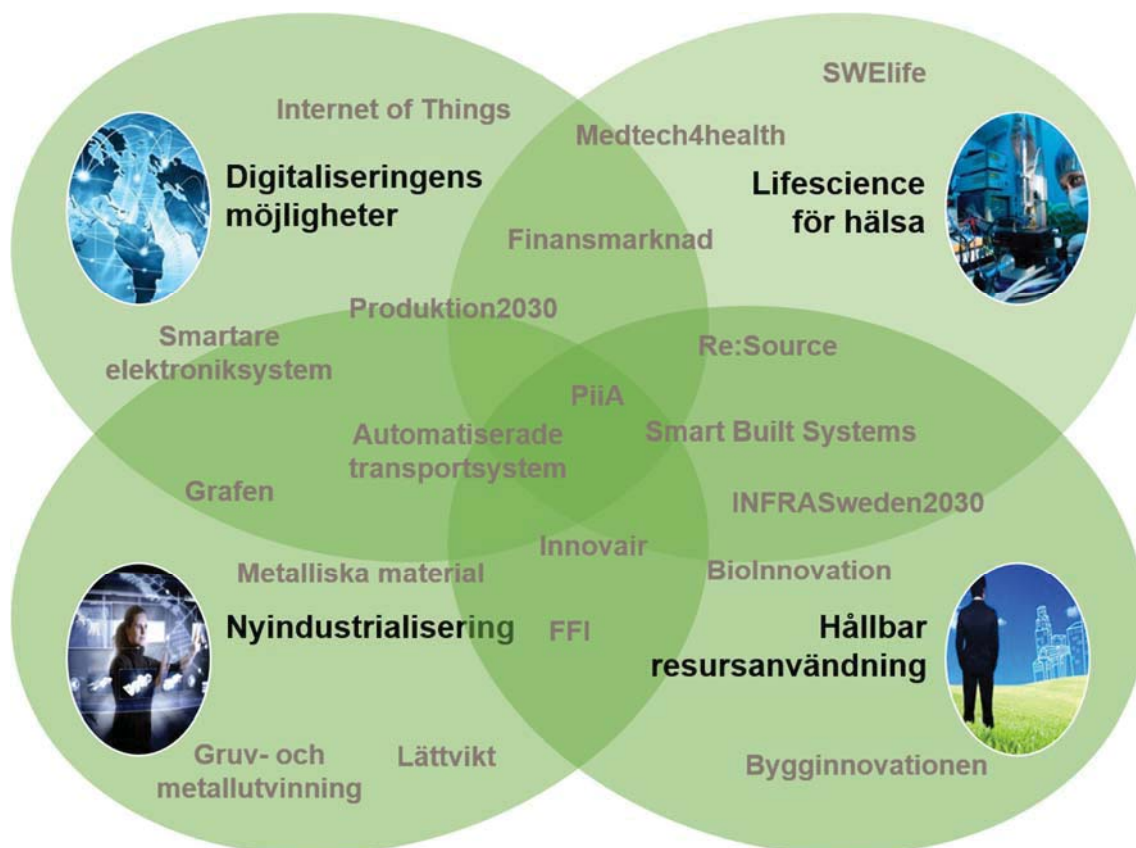 SWElife
Internet of Things
Medtech4health
Digitaliseringens
möjligheter
Lifescience
för hälsa
Finansmarknad
Produktion2030
Smartare
elektroniksystem
Re:Source
PiiA
Automatiserade
transportsystem
Smart Built Systems
Grafen
INFRASweden2030
Innovair
Metalliska material
BioInnovation
Nyindustrialisering
FFI
Hållbar
resursanvändning
Gruv- och
metallutvinning
Lättvikt
Bygginnovationen